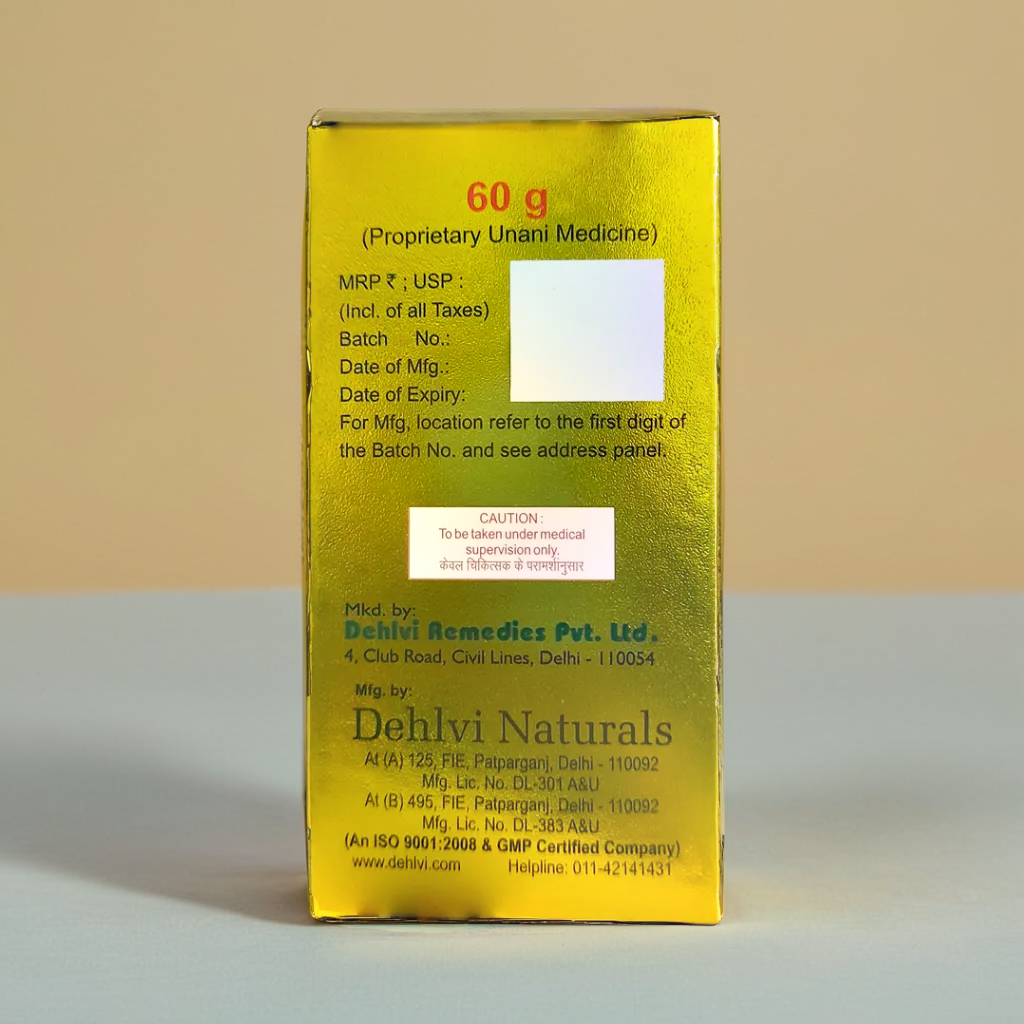 60 g
(Proprietary Unani Medicine)
MRP ₹ ; USP :
(Incl. of all Taxes)
Batch No.:
Date of Mfg.:
Date of Expiry:
For Mfg, location refer to the first digit of
the Batch No. and see address panel.
CAUTION :
To be taken under medical
supervision only.
केवल चिकित्सक के परामर्शानुसार
Mkd. by:
Dehlvi Remedies Pvt. Ltd.
4, Club Road, Civil Lines, Delhi - 110054
Mfg. by:
Dehlvi Naturals
At (A) 125, FIE, Patparganj, Delhi - 110092
Mfg. Lic. No. DL-301 A&U
At (B) 495, FIE, Patparganj, Delhi - 110092
Mfg. Lic. No. DL-383 A&U
(An ISO 9001:2008 & GMP Certified Company)
www.dehlvi.com Helpline: 011-42141431